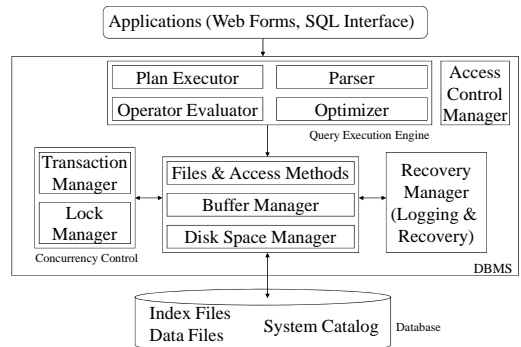 Applications (Web Forms, SQL Interface)
Plan Executor
Parser
Operator Evaluator
Optimizer
Query Execution Engine
Access
Control
Manager
Transaction
Manager
Lock
Manager
Concurrency Control
Files & Access Methods
Buffer Manager
Disk Space Manager
Recovery
Manager
(Logging &
Recovery)
DBMS
Index Files
Data Files
System Catalog
Database